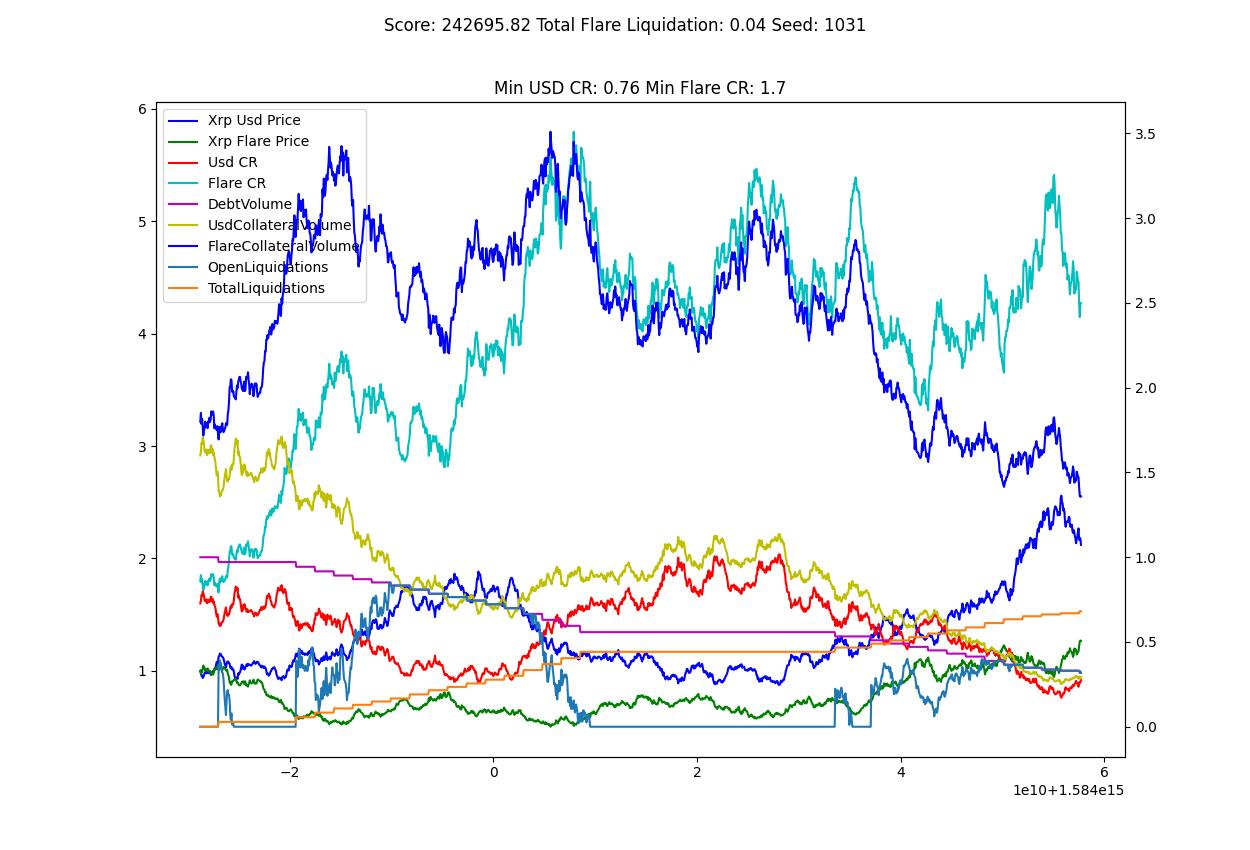 Score: 242695.82 Total Flare Liquidation: 0.04 Seed: 1031
Min USD CR: 0.76 Min Flare CR: 1.7
Xrp Usd Price
Xrp Flare Price
Usd CR
Flare CR
DebtVolume
UsdCollateralVolume
FlareCollateralVolume
OpenLiquidations
TotalLiquidations
6
5
4
3
2
1
3.5
3.0
2.5
2.0
1.5
1.0
0.5
0.0
−2 0 2 4 6
1e10+1.584e15